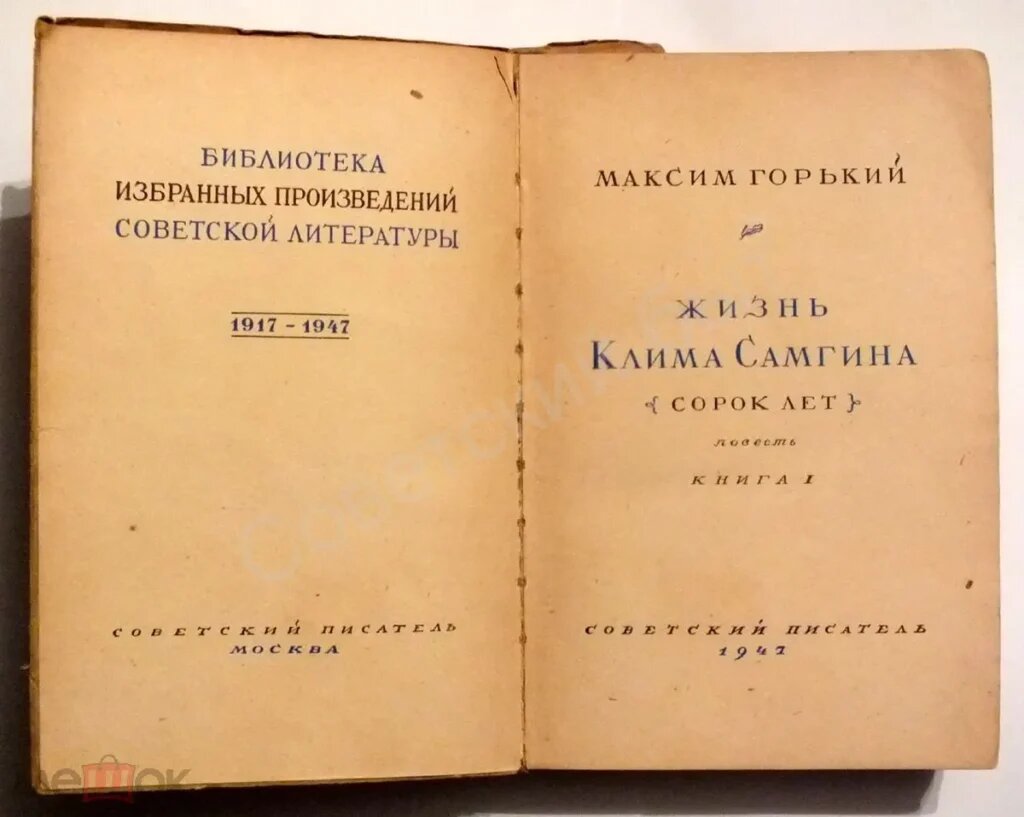 БИБЛИОТЕКА
ИЗБРАННЫХ ПРОИЗВЕДЕНИЙ
СОВЕТСКОЙ ЛИТЕРАТУРЫ
1917 - 1947
СОВЕТСКИЙ ПИСАТЕЛЬ
МОСКВА
МАКСИМ ГОРЬКИЙ
ЖИЗНЬ
КЛИМА САМГИНА
{СОРОК ЛЕТ}
повесть
КНИГА I
СОВЕТСКИЙ ПИСАТЕЛЬ
1947